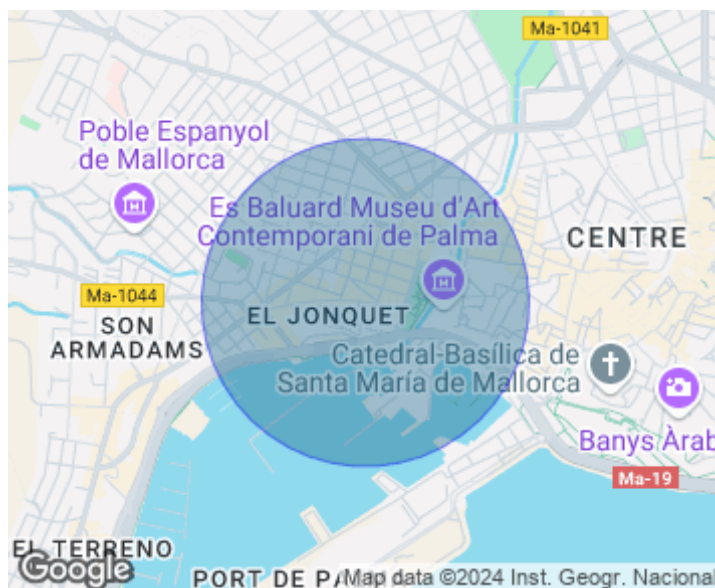 Ma-1041
Poble Espanyol
de Mallorca
Es Baluard Museu d'Art
Contemporani de Palma
CENTRE
Ma-1044
SON
ARMADAMS
EL JONQUET
Catedral-Basílica de
Santa María de Mallorca
Banys Àrab
Ma-19
EL TERRENO
Google
PORT DE PA
Map data ©2024 Inst. Geogr. Nacional